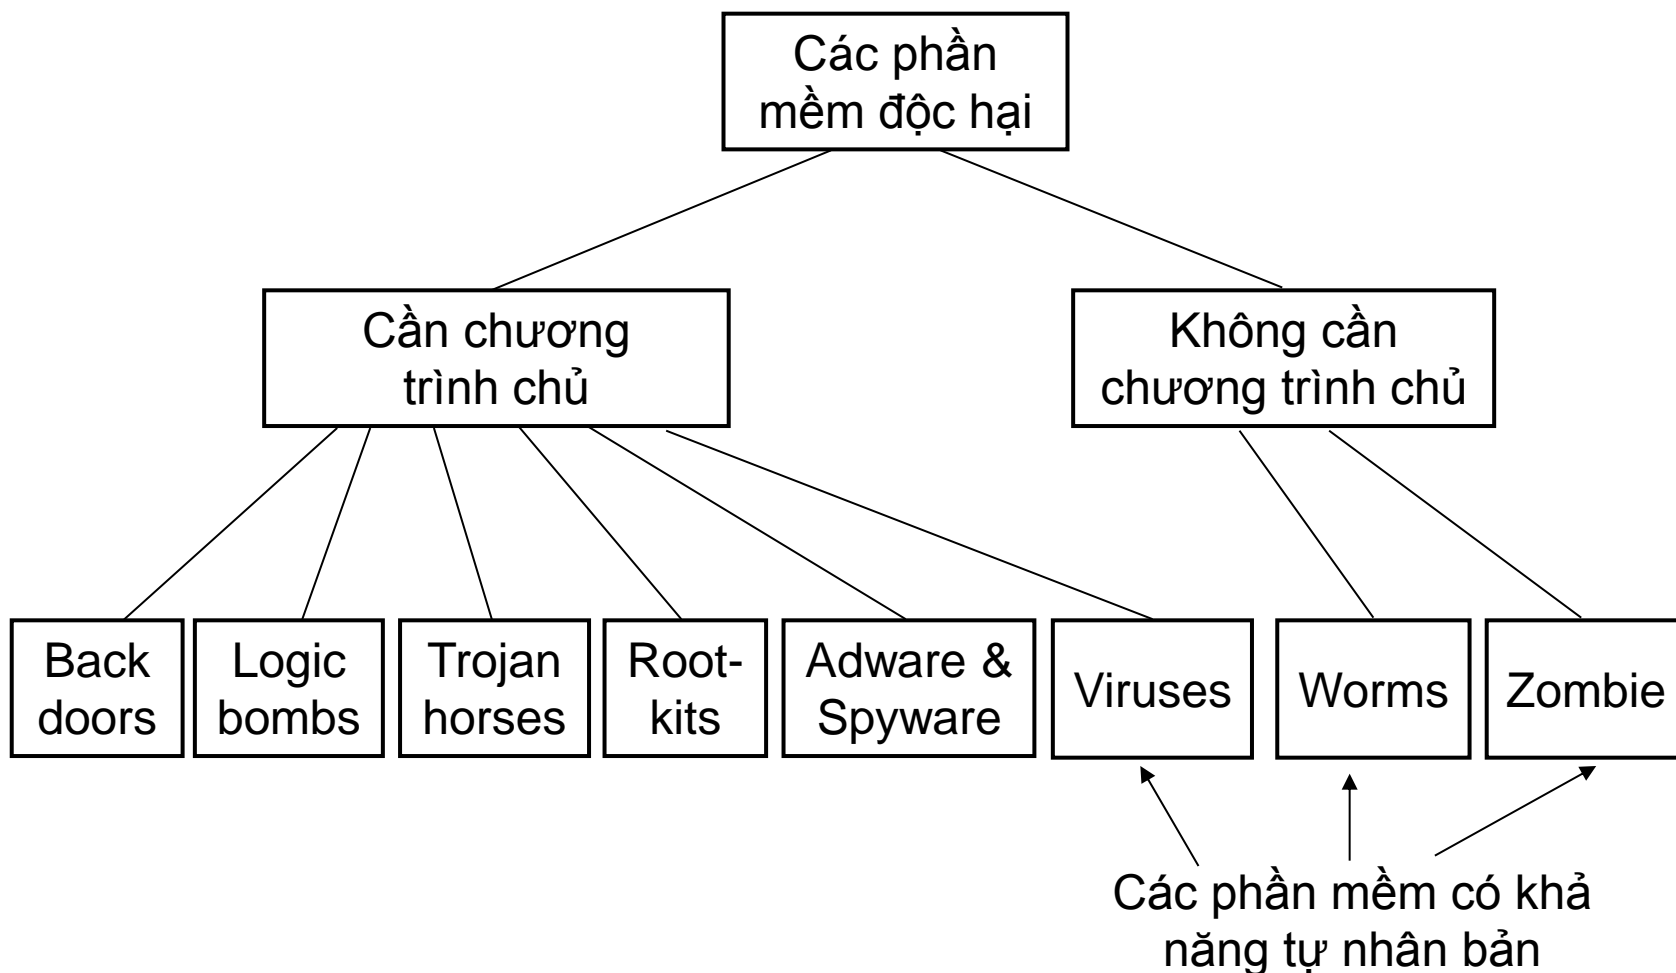 Các phần
mềm độc hại
Cần chương
trình chủ
Không cần
chương trình chủ
Back
doors
Logic
bombs
Trojan
horses
Root-
kits
Adware &
Spyware
Viruses
Worms
Zombie
Các phần mềm có khả
năng tự nhân bản